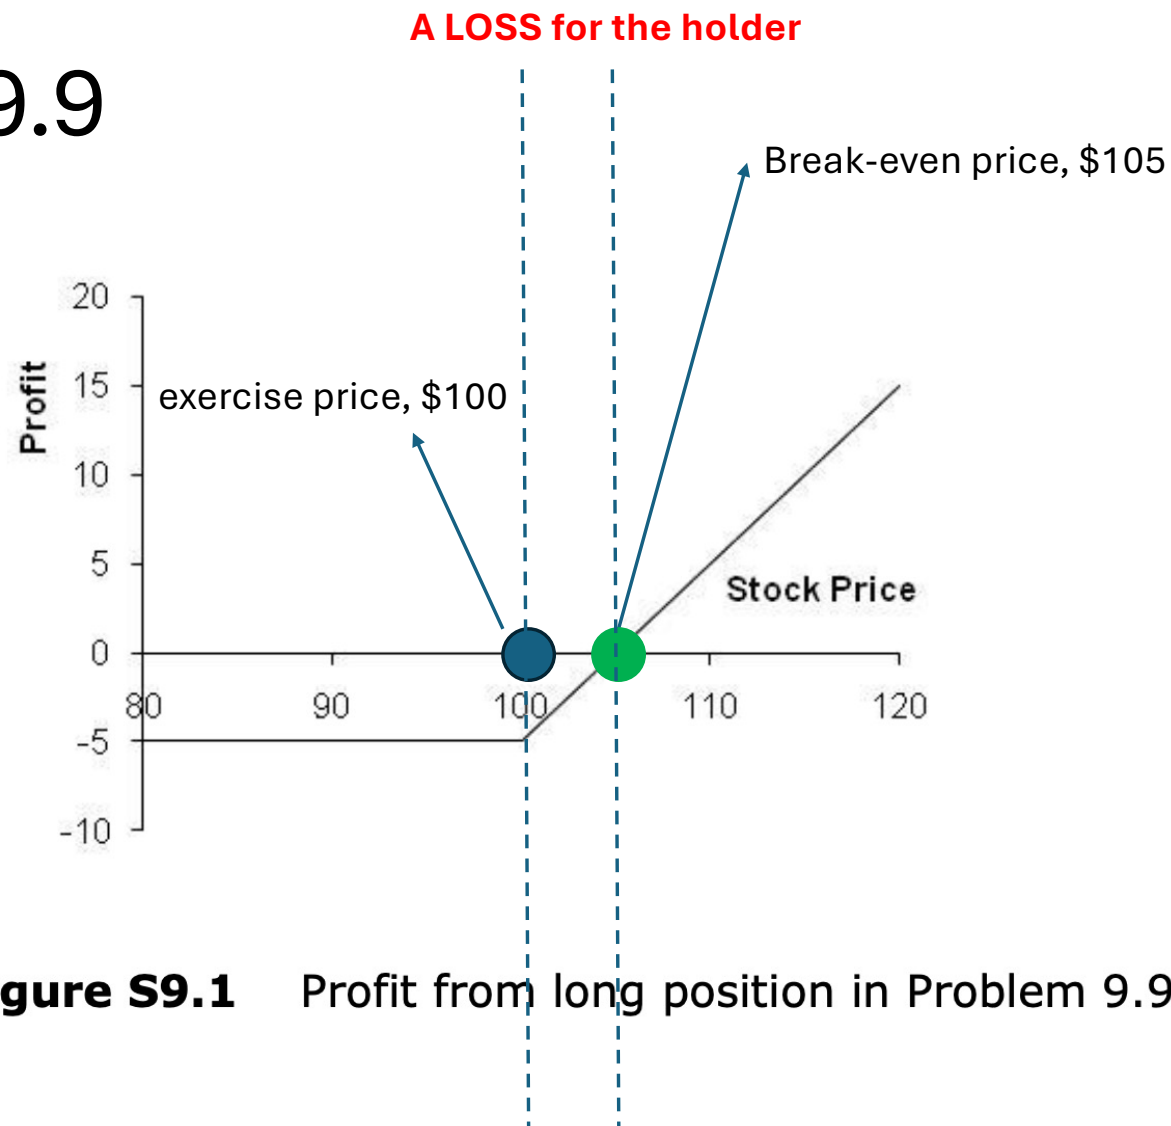 A LOSS for the holder
9.9
Break-even price, $105
20
15
exercise price, $100
Profit
10
5
Stock Price
0
80 90 100 110 120
-5
-10
gure S9.1 Profit from long position in Problem 9.9